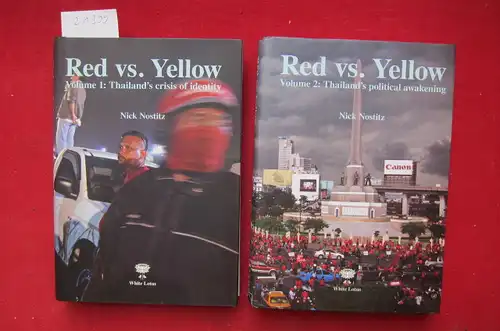 Red vs. Yellow
Volume 1: Thailand's crisis of identity
Nick Nostitz
White Lotus
Red vs. Yellow
Volume 2: Thailand's political awakening
Nick Nostitz
Canon
White Lotus